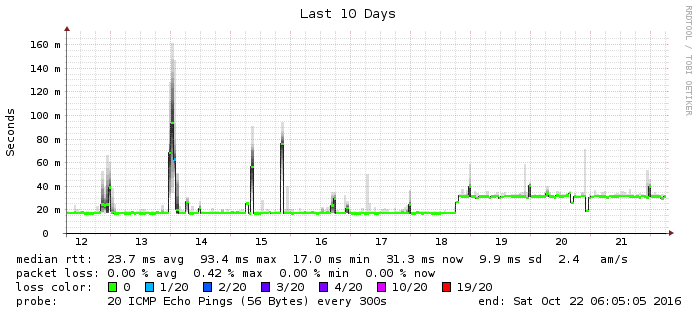 Last 10 Days
RRDTOOL / TOBI OETIKER
Seconds
160 m
140 m
120 m
100 m
80 m
60 m
40 m
20 m
0
12 13 14 15 16 17 18 19 20 21
median rtt: 23.7 ms avg 93.4 ms max 17.0 ms min 31.3 ms now 9.9 ms sd 2.4 am/s
packet loss: 0.00 % avg 0.42 % max 0.00 % min 0.00 % now
loss color: 0 1/20 2/20 3/20 4/20 10/20 19/20
probe: 20 ICMP Echo Pings (56 Bytes) every 300s end: Sat Oct 22 06:05:05 2016